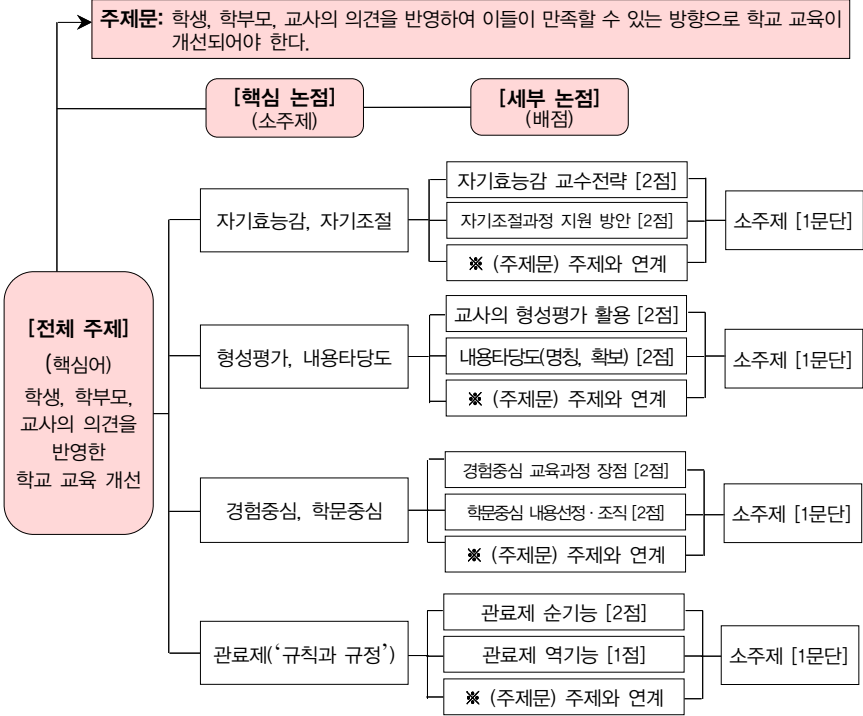 주제문: 학생, 학부모, 교사의 의견을 반영하여 이들이 만족할 수 있는 방향으로 학교 교육이
개선되어야 한다.
[핵심 논점]
(소주제)
[세부 논점]
(배점)
[전체 주제]
(핵심어)
학생, 학부모,
교사의 의견을
반영한
학교 교육 개선
자기효능감, 자기조절
자기효능감 교수전략 [2점]
자기조절과정 지원 방안 [2점]
※ (주제문) 주제와 연계
소주제 [1문단]
형성평가, 내용타당도
교사의 형성평가 활용 [2점]
내용타당도(명칭, 확보) [2점]
※ (주제문) 주제와 연계
소주제 [1문단]
경험중심, 학문중심
경험중심 교육과정 장점 [2점]
학문중심 내용선정·조직 [2점]
※ (주제문) 주제와 연계
소주제 [1문단]
관료제(‘규칙과 규정’)
관료제 순기능 [2점]
관료제 역기능 [1점]
※ (주제문) 주제와 연계
소주제 [1문단]